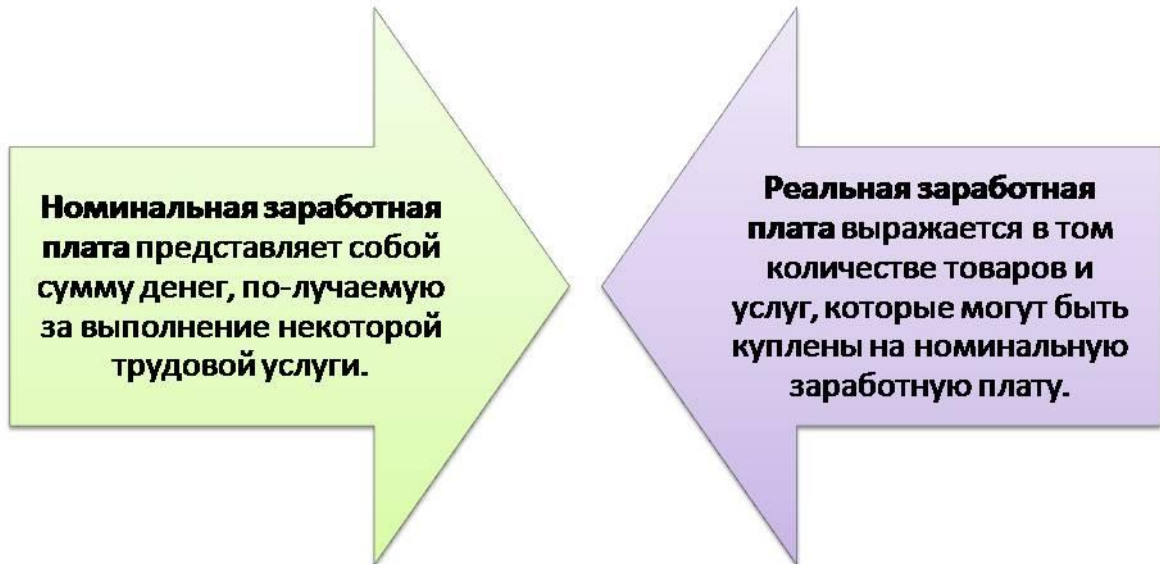 Номинальная заработная
плата представляет собой
сумму денег, по-лучаемую
за выполнение некоторой
трудовой услуги.
Реальная заработная
плата выражается в том
количестве товаров и
услуг, которые могут быть
куплены на номинальную
заработную плату.